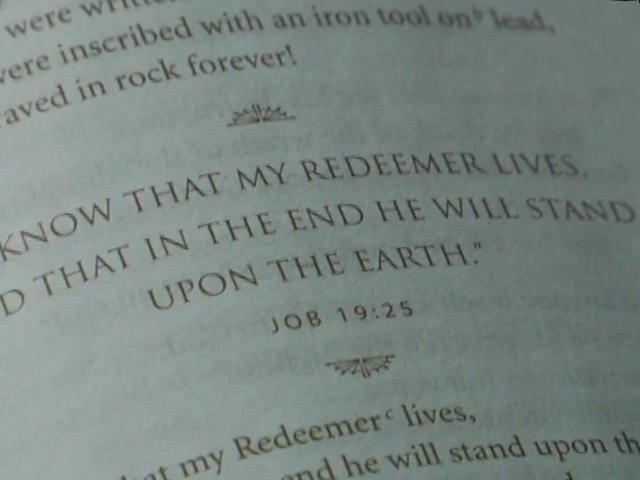 were
were inscribed with an iron tool on b lead,
aved in rock forever!
KNOW THAT MY REDEEMER LIVES,
D THAT IN THE END HE WILL STAND
UPON THE EARTH."
JOB 19:25
at my Redeemer c lives,
and he will stand upon th